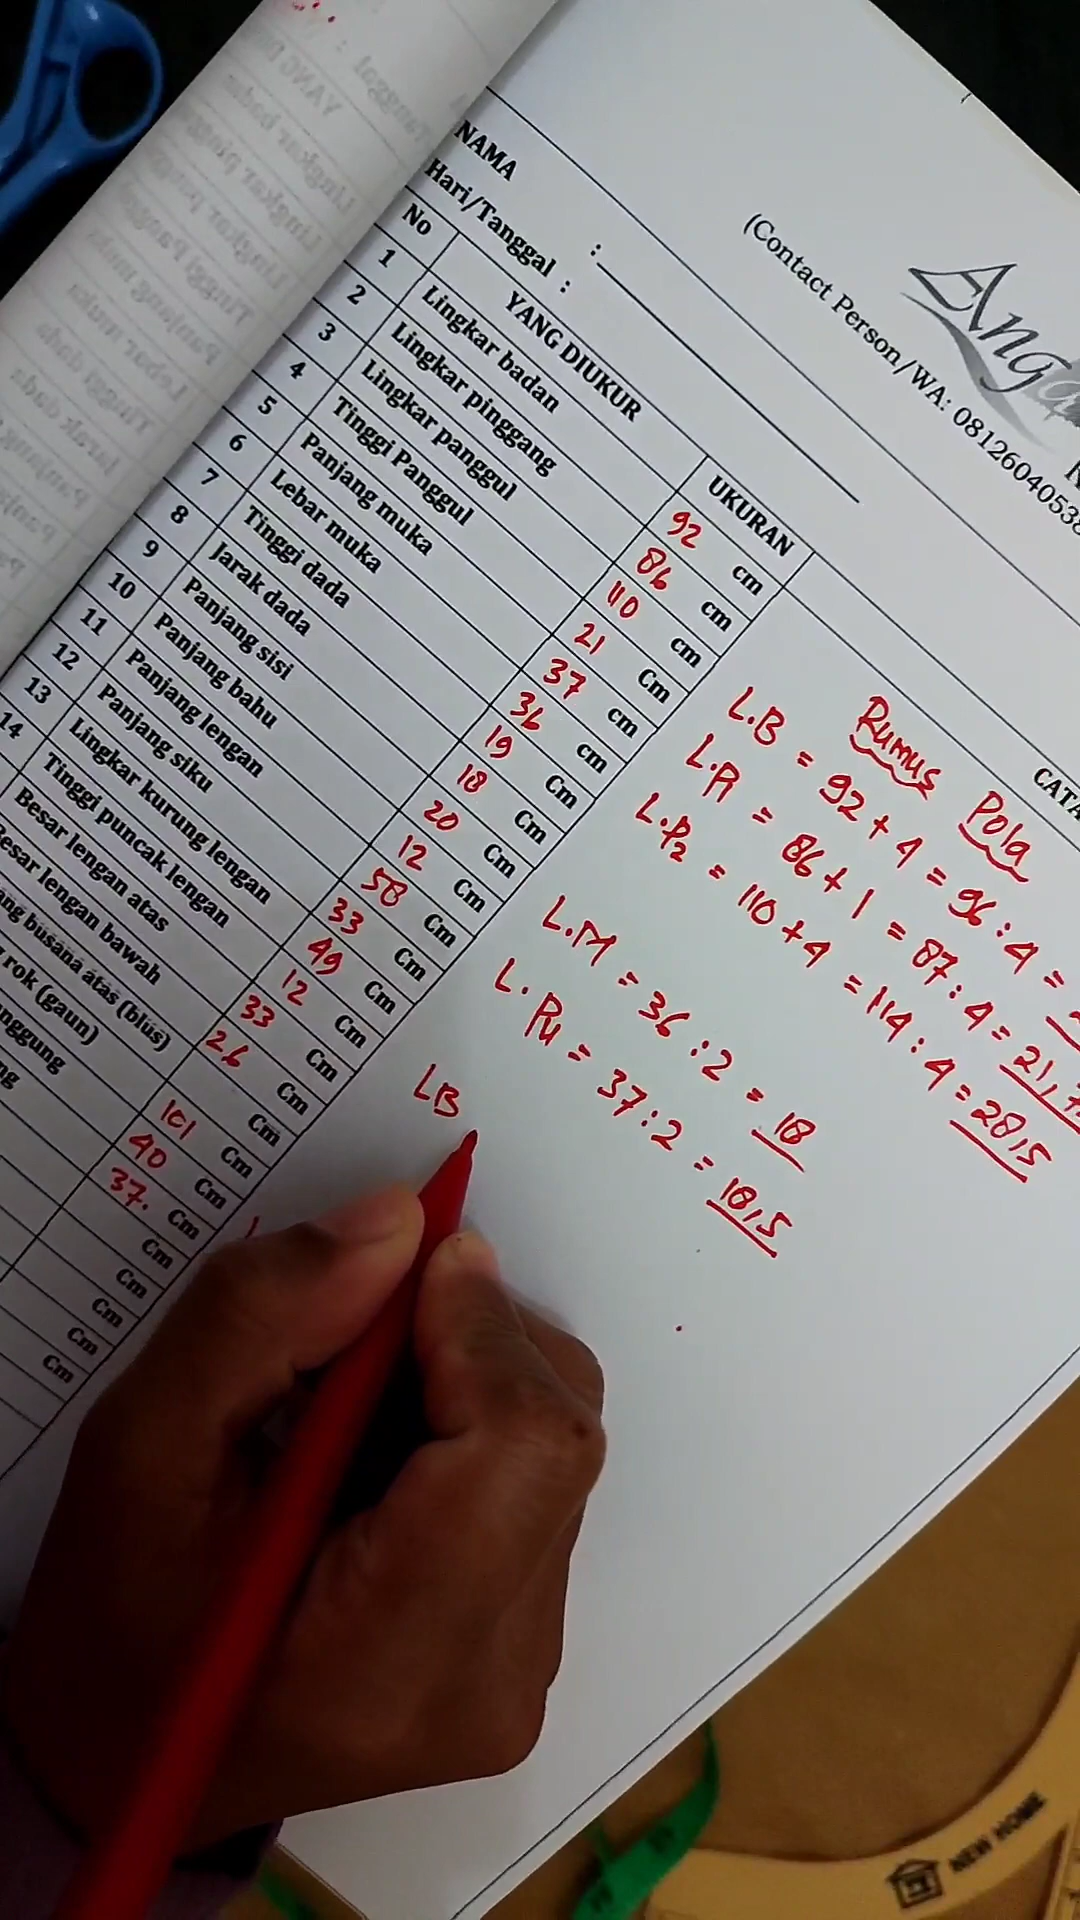 (Contact Person/WA: 0812604053
NAMA :
Hari/Tanggal :
No YANG DIUKUR UKURAN
1 Lingkar badan 92 cm
2 Lingkar pinggang 86 cm
3 Lingkar panggul 110 cm
4 Tinggi Panggul 21 Cm
5 Panjang muka 37 cm
6 Lebar muka 36 cm
7 Tinggi dada 19 Cm
8 Jarak dada 18 Cm
9 Panjang sisi 20 Cm
10 Panjang bahu 12 Cm
11 Panjang lengan 58 Cm
12 Panjang siku 33 Cm
13 Lingkar kurung lengan 49 Cm
14 Tinggi puncak lengan 12 Cm
Besar lengan atas 33 Cm
Besar lengan bawah 26 Cm
busana atas (blus) Cm
rok (gaun) 101 Cm
40 Cm
37. Cm
Cm
Cm
Cm
Cm
CATA
Rumus Pola
L.B = 92 + 4 = 96 : 4 =
L.P1 = 86 + 1 = 87 : 4 = 21,7
L.P2 = 110 + 4 = 114 : 4 = 28,5
L.M = 36 : 2 = 18
L.Pu = 37 : 2 = 18,5
LB
NEW HOME